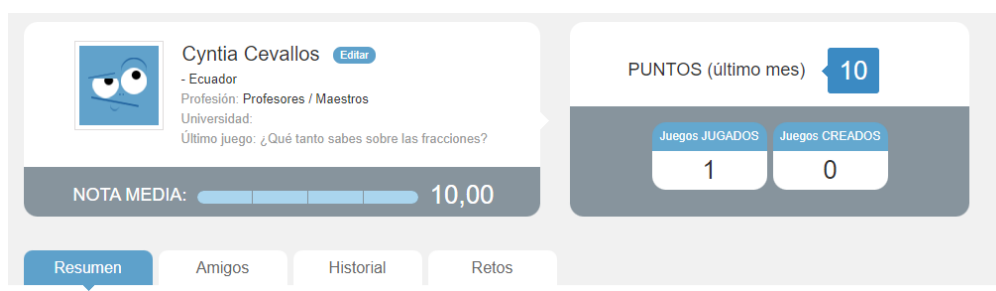 Cyntia Cevallos Editar
- Ecuador
Profesión: Profesores / Maestros
Universidad:
Último juego: ¿Qué tanto sabes sobre las fracciones?
NOTA MEDIA: 10,00
PUNTOS (último mes) 10
Juegos JUGADOS Juegos CREADOS
1 0
Resumen Amigos Historial Retos